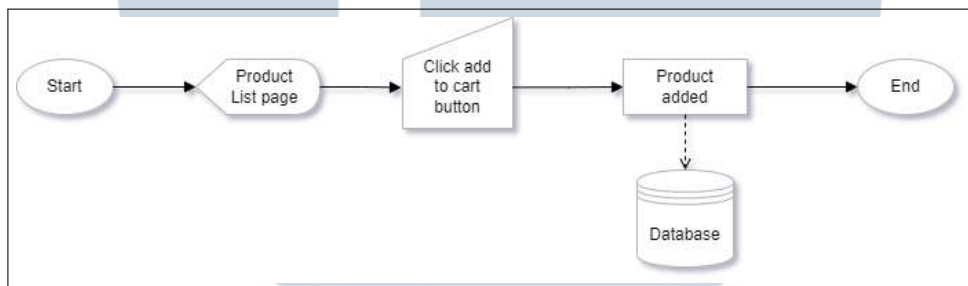 Start
Product
List page
Click add
to cart
button
Product
added
End
Database